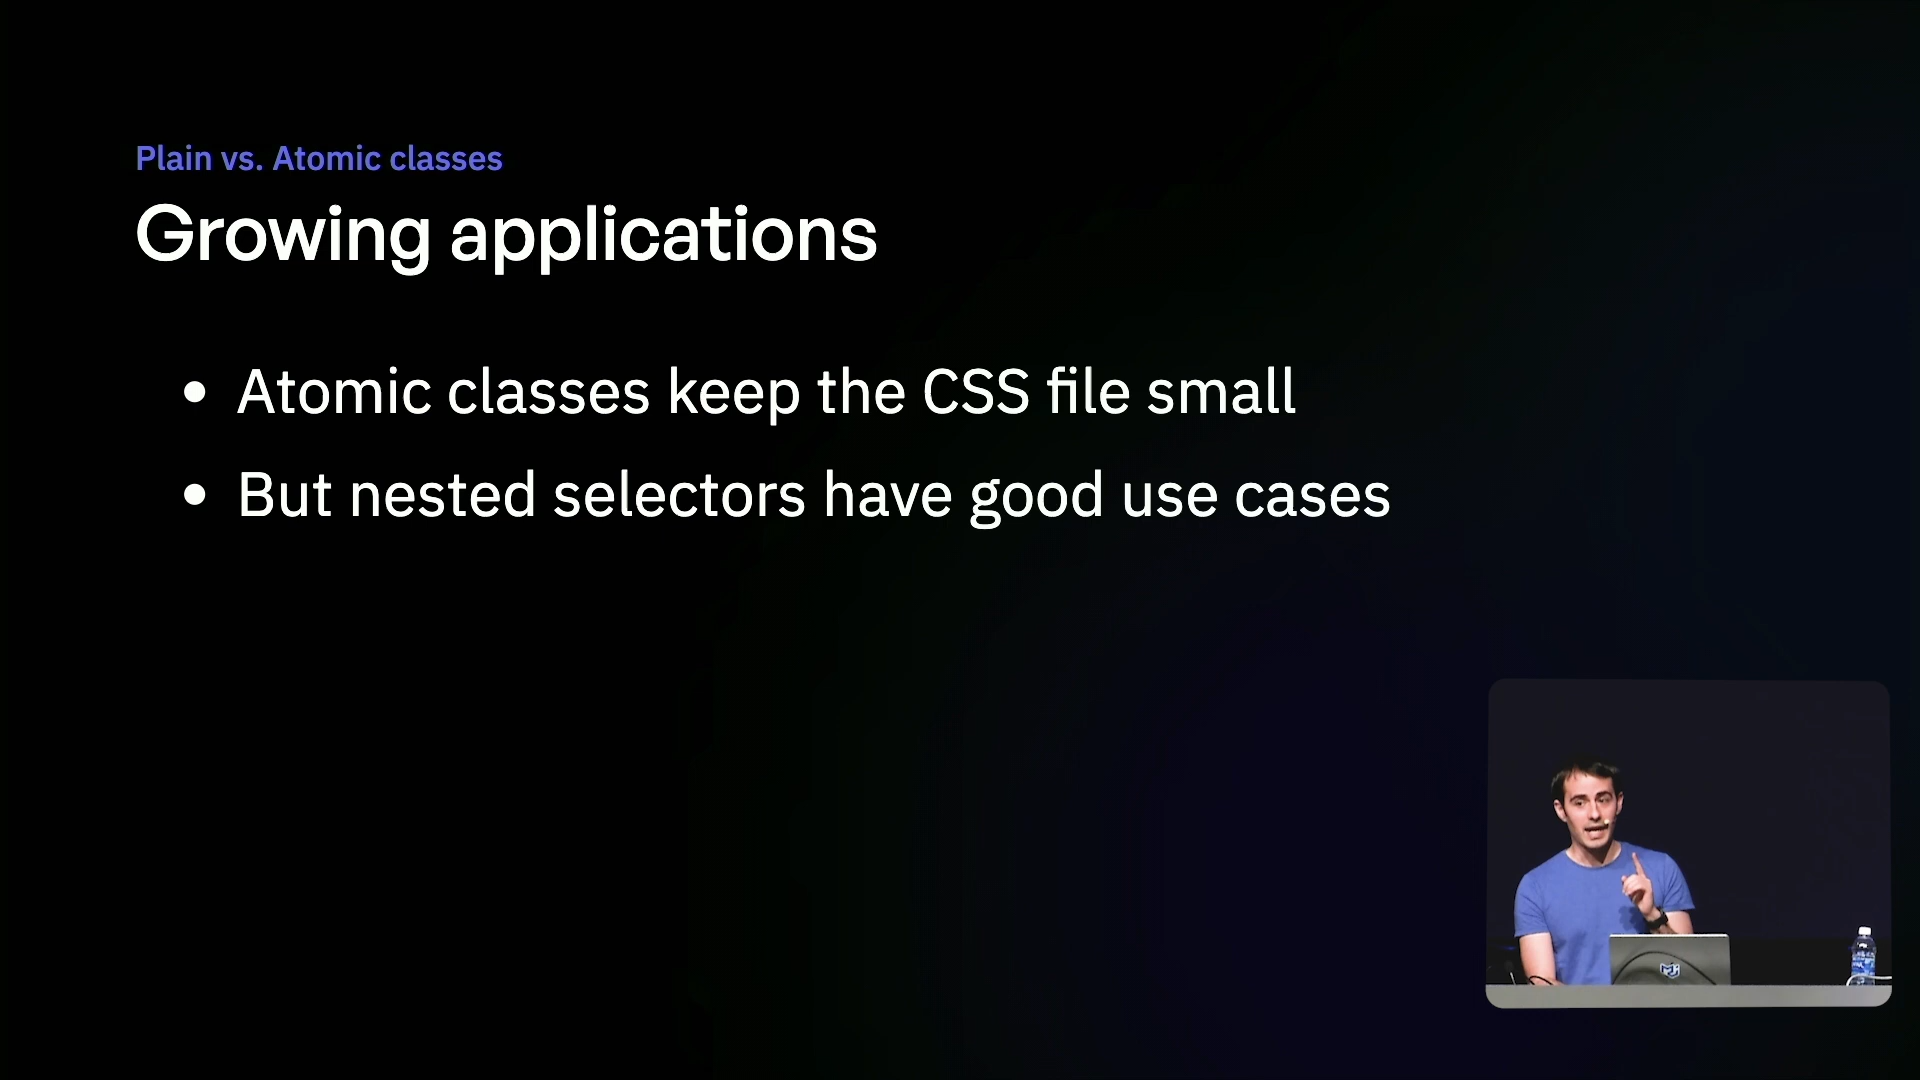 Plain vs. Atomic classes
Growing applications
• Atomic classes keep the CSS file small
• But nested selectors have good use cases